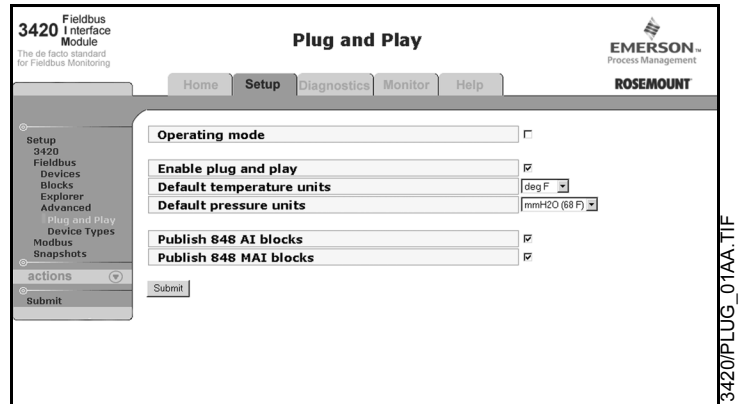 3420 Fieldbus Interface Module
The de facto standard
for Fieldbus Monitoring
Plug and Play
EMERSON™
Process Management
ROSEMOUNT
Home Setup Diagnostics Monitor Help
Setup
3420
Fieldbus
Devices
Blocks
Explorer
Advanced
Plug and Play
Device Types
Modbus
Snapshots
actions
Submit
Operating mode
Enable plug and play
Default temperature units deg F
Default pressure units mmH2O (68 F)
Publish 848 AI blocks
Publish 848 MAI blocks
Submit
3420/PLUG_01AA.TIF